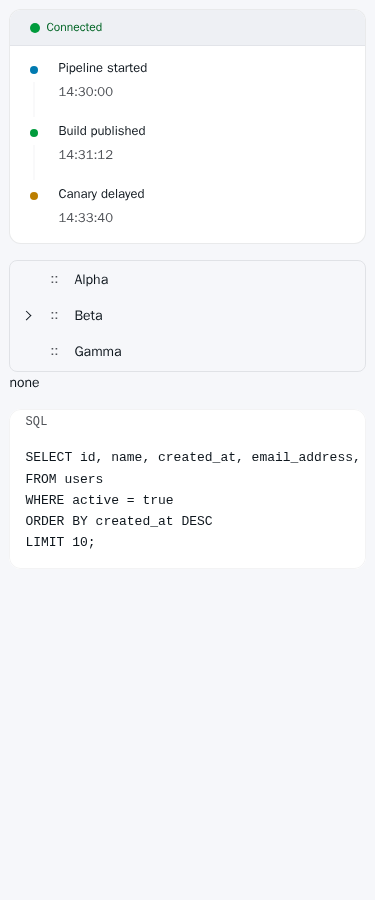 Connected
Pipeline started
14:30:00
Build published
14:31:12
Canary delayed
14:33:40
:: Alpha
:: Beta
:: Gamma
none
SQL
SELECT id, name, created_at, email_address,
FROM users
WHERE active = true
ORDER BY created_at DESC
LIMIT 10;